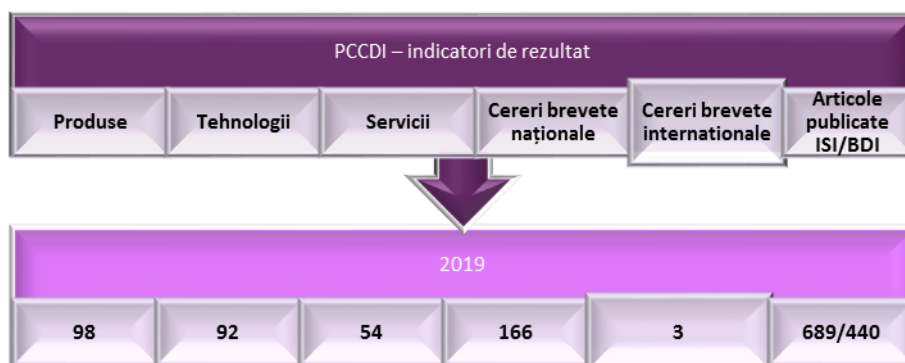 PCCDI – indicatori de rezultat
Produse
Tehnologii
Servicii
Cereri brevete
naționale
Cereri brevete
internationale
Articole
publicate
ISI/BDI
2019
98
92
54
166
3
689/440